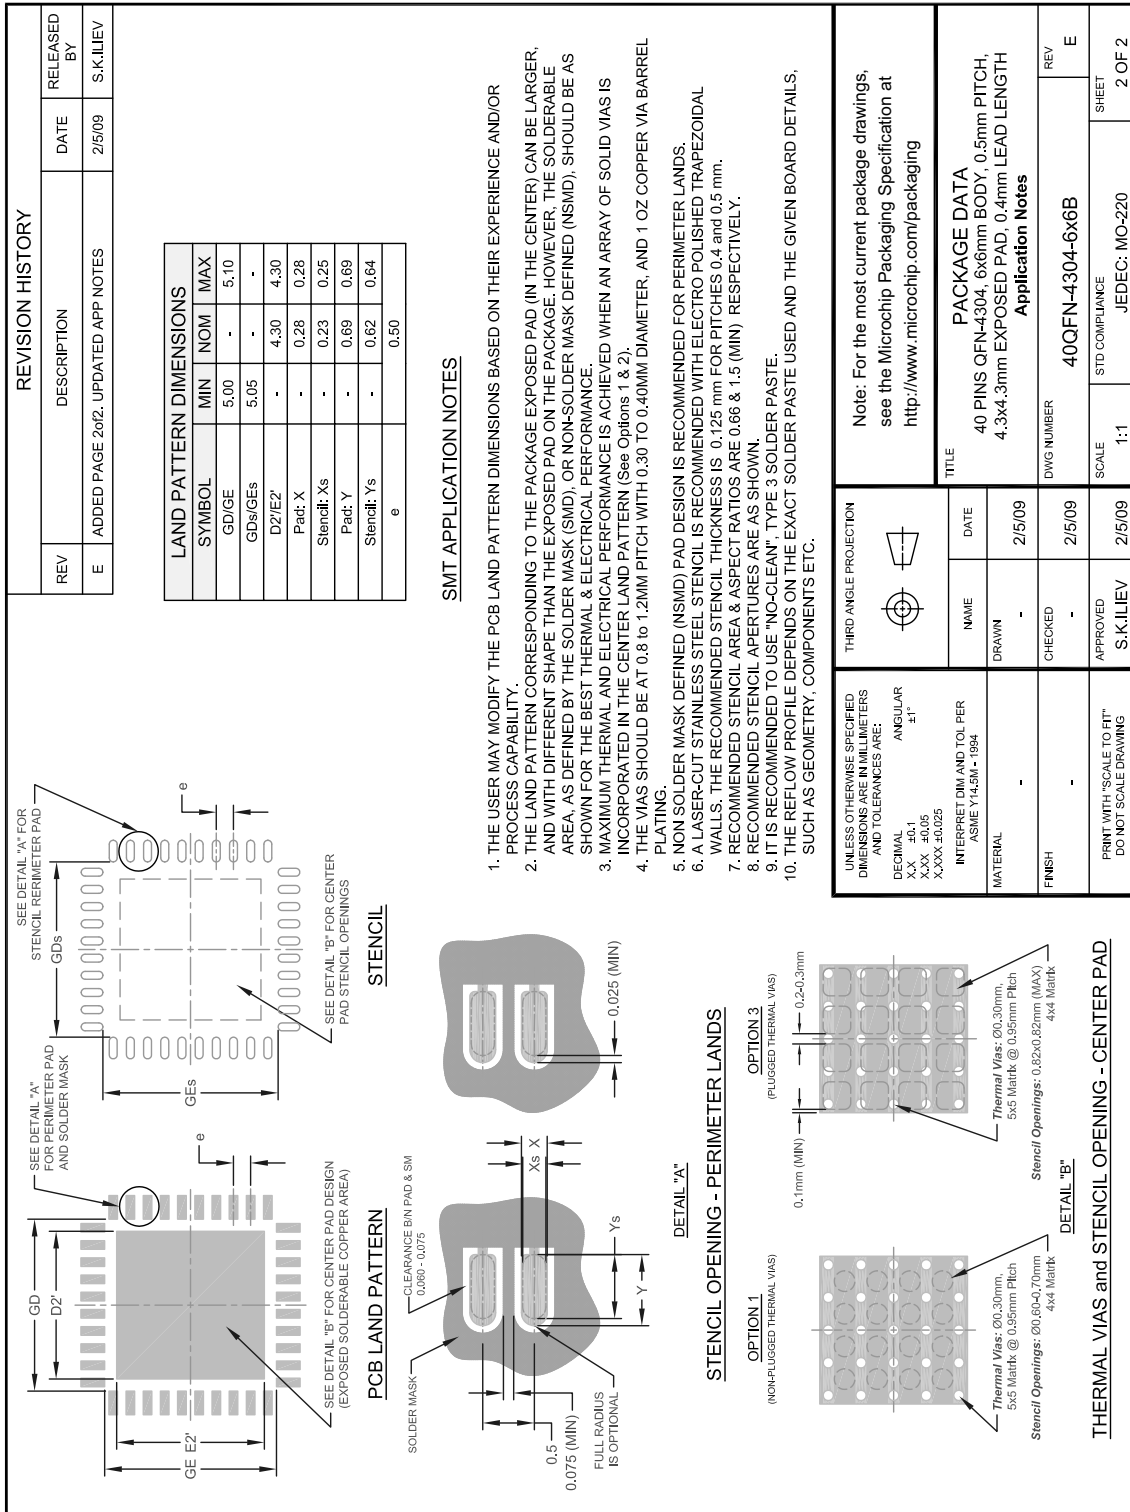 REVISION HISTORY
REV DESCRIPTION DATE RELEASED BY
E ADDED PAGE 2of2. UPDATED APP NOTES 2/5/09 S.K.ILIEV
SEE DETAIL "A"
FOR PERIMETER PAD
AND SOLDER MASK
GD
D2'
e
GE E2'
SEE DETAIL "B" FOR CENTER PAD DESIGN
(EXPOSED SOLDERABLE COPPER AREA)
PCB LAND PATTERN
SEE DETAIL "A" FOR
STENCIL RERIMETER PAD
GDs
e
GEs
SEE DETAIL "B" FOR CENTER
PAD STENCIL OPENINGS
STENCIL
LAND PATTERN DIMENSIONS
SYMBOL MIN NOM MAX
GD/GE 5.00 - 5.10
GDs/GEs 5.05 - -
D2'/E2' - 4.30 4.30
Pad: X - 0.28 0.28
Stencil: Xs - 0.23 0.25
Pad: Y - 0.69 0.69
Stencil: Ys - 0.62 0.64
e 0.50
SOLDER MASK
CLEARANCE B/N PAD & SM
0.060 - 0.075
0.5
0.075 (MIN)
FULL RADIUS
IS OPTIONAL
Y
Ys
Xs X
0.025 (MIN)
DETAIL "A"
STENCIL OPENING - PERIMETER LANDS
OPTION 1
(NON-PLUGGED THERMAL VIAS)
Thermal Vias: Ø0.30mm,
5x5 Matrix @ 0.95mm Pitch
Stencil Openings: Ø0.60-0.70mm
4x4 Matrix
OPTION 3
(PLUGGED THERMAL VIAS)
0.1mm (MIN)
0.2-0.3mm
Thermal Vias: Ø0.30mm,
5x5 Matrix @ 0.95mm Pitch
Stencil Openings: 0.82x0.82mm (MAX)
4x4 Matrix
DETAIL "B"
THERMAL VIAS and STENCIL OPENING - CENTER PAD
SMT APPLICATION NOTES
1. THE USER MAY MODIFY THE PCB LAND PATTERN DIMENSIONS BASED ON THEIR EXPERIENCE AND/OR
PROCESS CAPABILITY.
2. THE LAND PATTERN CORRESPONDING TO THE PACKAGE EXPOSED PAD (IN THE CENTER) CAN BE LARGER,
AND WITH DIFFERENT SHAPE THAN THE EXPOSED PAD ON THE PACKAGE. HOWEVER, THE SOLDERABLE
AREA, AS DEFINED BY THE SOLDER MASK (SMD), OR NON-SOLDER MASK DEFINED (NSMD), SHOULD BE AS
SHOWN FOR THE BEST THERMAL & ELECTRICAL PERFORMANCE.
3. MAXIMUM THERMAL AND ELECTRICAL PERFORMANCE IS ACHIEVED WHEN AN ARRAY OF SOLID VIAS IS
INCORPORATED IN THE CENTER LAND PATTERN (See Options 1 & 2).
4. THE VIAS SHOULD BE AT 0.8 to 1.2MM PITCH WITH 0.30 TO 0.40MM DIAMETER, AND 1 OZ COPPER VIA BARREL
PLATING.
5. NON SOLDER MASK DEFINED (NSMD) PAD DESIGN IS RECOMMENDED FOR PERIMETER LANDS.
6. A LASER-CUT STAINLESS STEEL STENCIL IS RECOMMENDED WITH ELECTRO POLISHED TRAPEZOIDAL
WALLS. THE RECOMMENDED STENCIL THICKNESS IS 0.125 mm FOR PITCHES 0.4 and 0.5 mm.
7. RECOMMENDED STENCIL AREA & ASPECT RATIOS ARE 0.66 & 1.5 (MIN) RESPECTIVELY.
8. RECOMMENDED STENCIL APERTURES ARE AS SHOWN.
9. IT IS RECOMMENDED TO USE "NO-CLEAN", TYPE 3 SOLDER PASTE.
10. THE REFLOW PROFILE DEPENDS ON THE EXACT SOLDER PASTE USED AND THE GIVEN BOARD DETAILS,
SUCH AS GEOMETRY, COMPONENTS ETC.
UNLESS OTHERWISE SPECIFIED
DIMENSIONS ARE IN MILLIMETERS
AND TOLERANCES ARE:
DECIMAL ANGULAR
X.X ±0.1 ±1°
X.XX ±0.05
X.XXX ±0.025
INTERPRET DIM AND TOL PER
ASME Y14.5M - 1994
MATERIAL
-
FINISH
-
PRINT WITH "SCALE TO FIT"
DO NOT SCALE DRAWING
THIRD ANGLE PROJECTION
NAME DATE
DRAWN
- 2/5/09
CHECKED
- 2/5/09
APPROVED
S.K.ILIEV 2/5/09
Note: For the most current package drawings,
see the Microchip Packaging Specification at
http://www.microchip.com/packaging
TITLE
PACKAGE DATA
40 PINS QFN-4304, 6x6mm BODY, 0.5mm PITCH,
4.3x4.3mm EXPOSED PAD, 0.4mm LEAD LENGTH
Application Notes
DWG NUMBER
40QFN-4304-6x6B
REV
E
SCALE
1:1
STD COMPLIANCE
JEDEC: MO-220
SHEET
2 OF 2